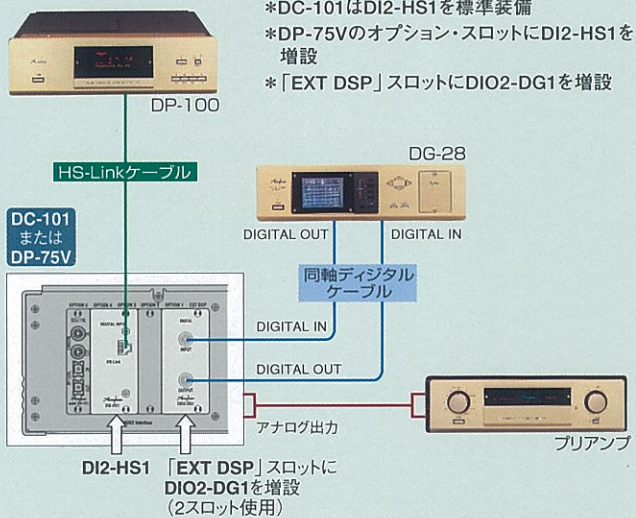 *DC-101はDI2-HS1を標準装備
*DP-75Vのオプション・スロットにDI2-HS1を
増設
*「EXT DSP」スロットにDIO2-DG1を増設
DP-100
HS-Linkケーブル
DG-28
DC-101
または
DP-75V
DIGITAL OUT
DIGITAL IN
同軸ディジタル
ケーブル
DIGITAL IN
DIGITAL OUT
HS-Link
INPUT
OUTPUT
アナログ出力
プリアンプ
DI2-HS1
「EXT DSP」スロットに
DIO2-DG1を増設
(2スロット使用)